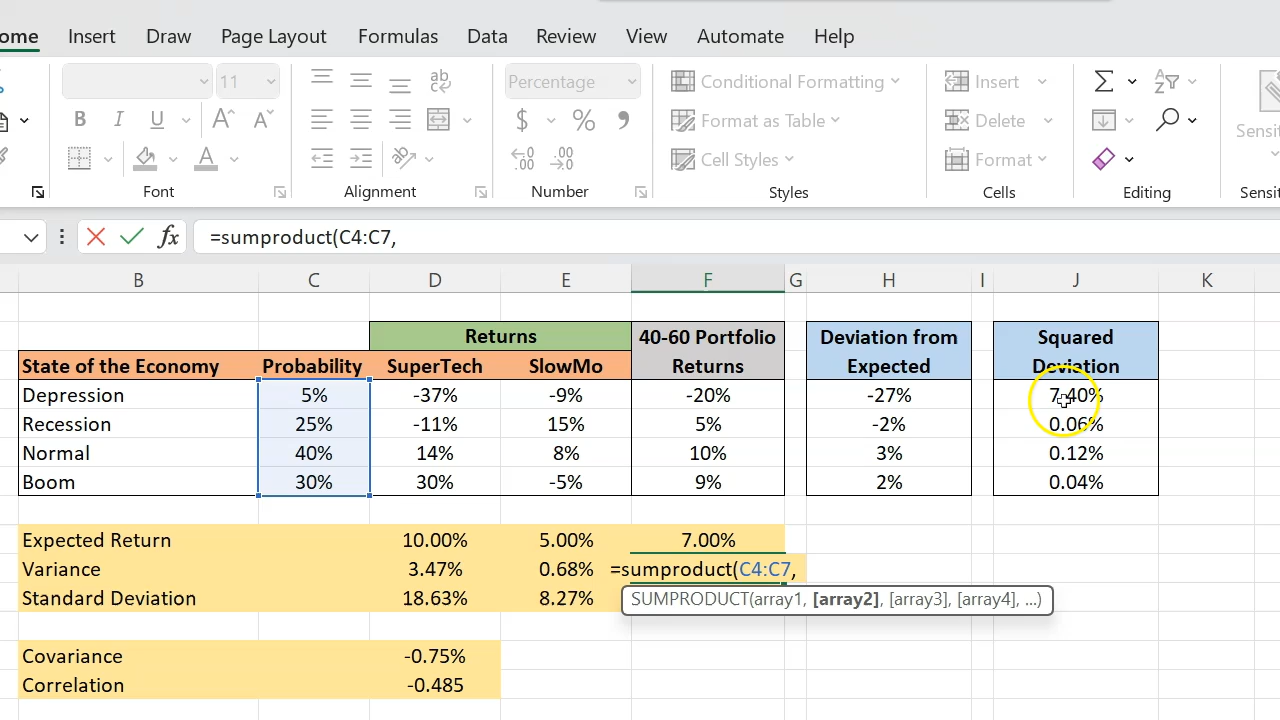 ome Insert Draw Page Layout Formulas Data Review View Automate Help
11 ab Percentage Conditional Formatting Insert Σ
B I U A A $ % Format as Table Delete Sensit
A Cell Styles Format
Font Alignment Number Styles Cells Editing Sensit
fx =sumproduct(C4:C7,
B C D E F G H I J K
Returns 40-60 Portfolio Deviation from Squared
State of the Economy Probability SuperTech SlowMo Returns Expected Deviation
Depression 5% -37% -9% -20% -27% 7.40%
Recession 25% -11% 15% 5% -2% 0.06%
Normal 40% 14% 8% 10% 3% 0.12%
Boom 30% 30% -5% 9% 2% 0.04%
Expected Return 10.00% 5.00% 7.00%
Variance 3.47% 0.68% =sumproduct(C4:C7,
Standard Deviation 18.63% 8.27% SUMPRODUCT(array1, [array2], [array3], [array4], ...)
Covariance -0.75%
Correlation -0.485